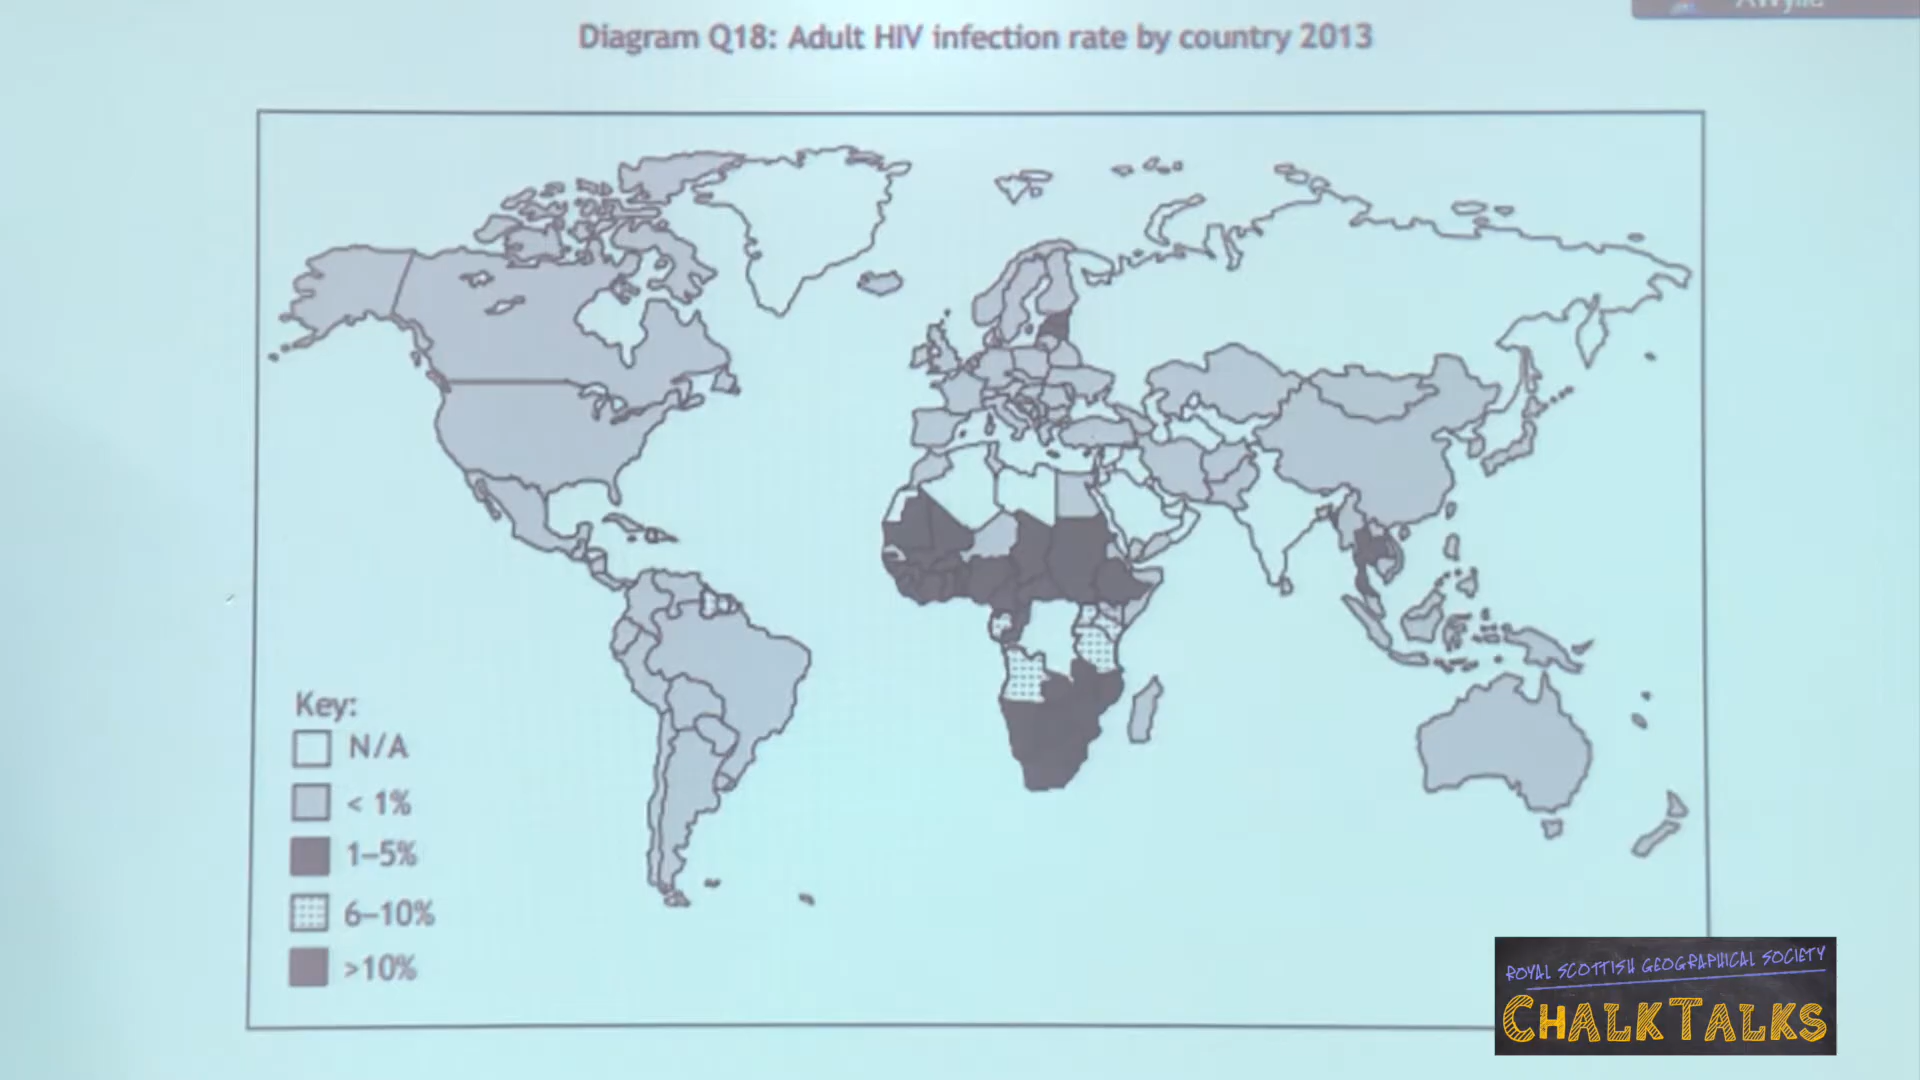 Diagram Q18: Adult HIV infection rate by country 2013
Key:
N/A
< 1%
1–5%
6–10%
>10%
ROYAL SCOTTISH GEOGRAPHICAL SOCIETY
CHALKTALKS